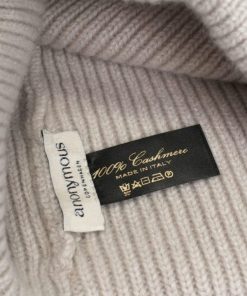 anonymous
COPENHAGEN
100% Cashmere
MADE IN ITALY